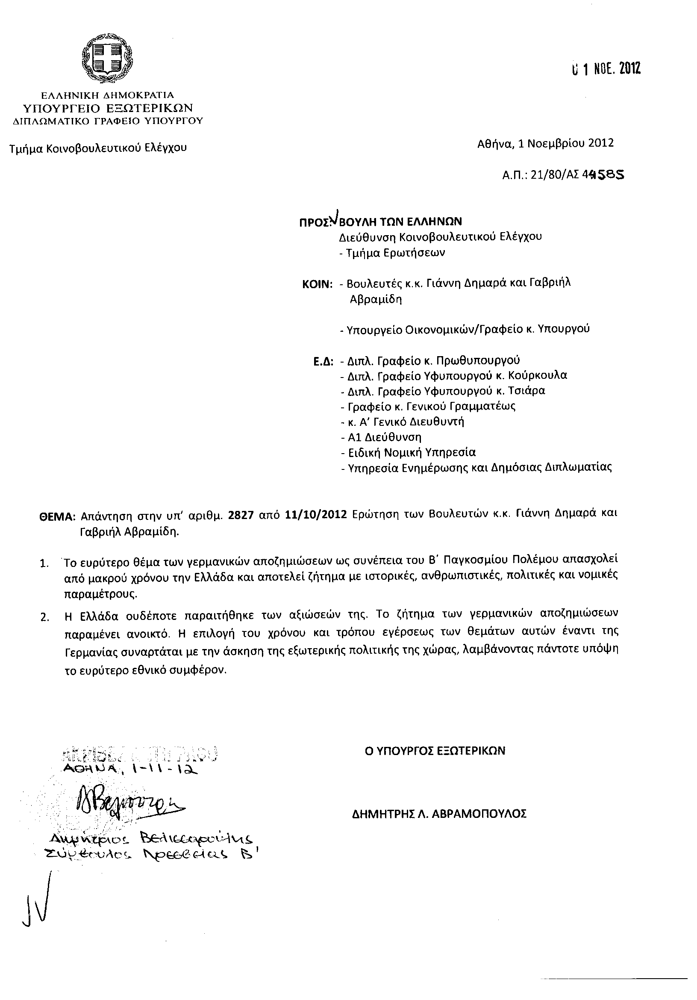 0 1 ΝΟΕ. 2012
ΕΛΛΗΝΙΚΗ ΔΗΜΟΚΡΑΤΙΑ
ΥΠΟΥΡΓΕΙΟ ΕΞΩΤΕΡΙΚΩΝ
ΔΙΠΛΩΜΑΤΙΚΟ ΓΡΑΦΕΙΟ ΥΠΟΥΡΓΟΥ
Τμήμα Κοινοβουλευτικού Ελέγχου
Αθήνα, 1 Νοεμβρίου 2012
Α.Π.: 21/80/ΑΣ
ΠΡΟΣ: ΒΟΥΛΗ ΤΩΝ ΕΛΛΗΝΩΝ
Διεύθυνση Κοινοβουλευτικού Ελέγχου
- Τμήμα Ερωτήσεων
ΚΟΙΝ: - Βουλευτές κ.κ. Γιάννη Δημαρά και Γαβριήλ
Αβραμίδη
- Υπουργείο Οικονομικών/Γραφείο κ. Υπουργού
Ε.Δ: - Διπλ. Γραφείο κ. Πρωθυπουργού
- Διπλ. Γραφείο Υφυπουργού κ. Κούρκουλα
- Διπλ. Γραφείο Υφυπουργού κ. Τσιάρα
- Γραφείο κ. Γενικού Γραμματέως
- κ. Α' Γενικό Διευθυντή
- Α1 Διεύθυνση
- Ειδική Νομική Υπηρεσία
- Υπηρεσία Ενημέρωσης και Δημόσιας Διπλωματίας
ΘΕΜΑ: Απάντηση στην υπ' αριθμ. 2827 από 11/10/2012 Ερώτηση των Βουλευτών κ.κ. Γιάννη Δημαρά και
Γαβριήλ Αβραμίδη.
1. Το ευρύτερο θέμα των γερμανικών αποζημιώσεων ως συνέπεια του Β' Παγκοσμίου Πολέμου απασχολεί
από μακρού χρόνου την Ελλάδα και αποτελεί ζήτημα με ιστορικές, ανθρωπιστικές, πολιτικές και νομικές
παραμέτρους.
2. Η Ελλάδα ουδέποτε παραιτήθηκε των αξιώσεών της. Το ζήτημα των γερμανικών αποζημιώσεων
παραμένει ανοικτό. Η επιλογή του χρόνου και τρόπου εγέρσεως των θεμάτων αυτών έναντι της
Γερμανίας συναρτάται με την άσκηση της εξωτερικής πολιτικής της χώρας, λαμβάνοντας πάντοτε υπόψη
το ευρύτερο εθνικό συμφέρον.
Ο ΥΠΟΥΡΓΟΣ ΕΞΩΤΕΡΙΚΩΝ
ΔΗΜΗΤΡΗΣ Λ. ΑΒΡΑΜΟΠΟΥΛΟΣ
ΑΘΗΝΑ, 1-11-12
Δημήτριος Βελισσαρούλης
Σύμβουλος Πρεσβείας Β'